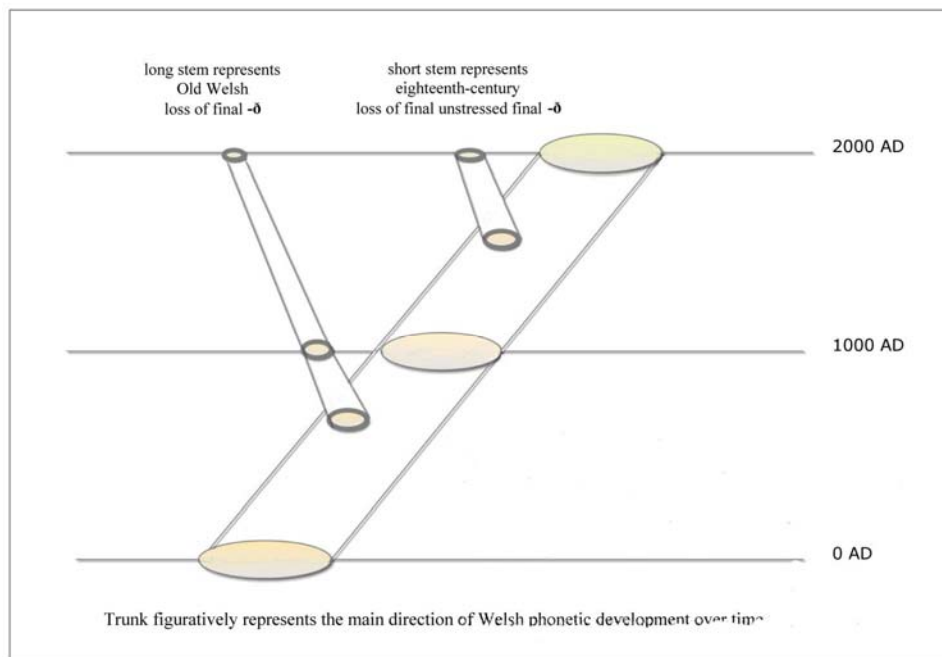 long stem represents
Old Welsh
loss of final -ð
short stem represents
eighteenth-century
loss of final unstressed final -ð
2000 AD
1000 AD
0 AD
Trunk figuratively represents the main direction of Welsh phonetic development over time